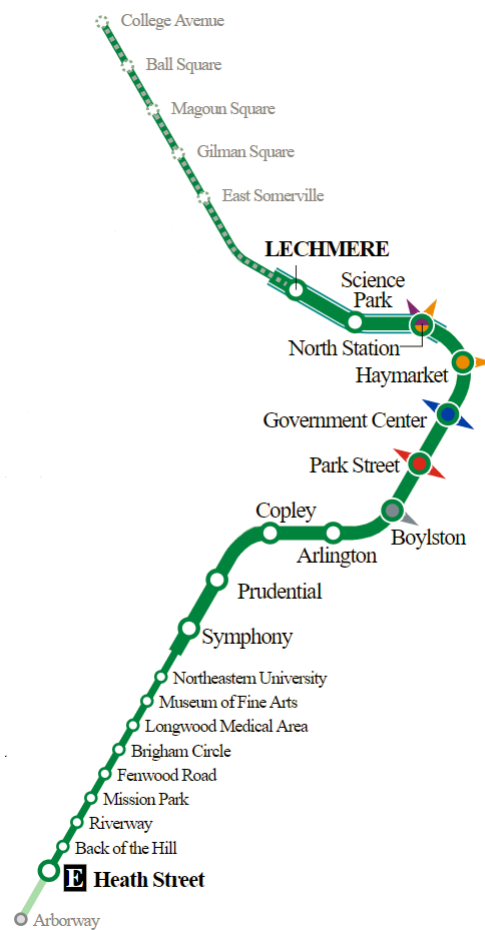 College Avenue
Ball Square
Magoun Square
Gilman Square
East Somerville
LECHMERE
Science
Park
North Station
Haymarket
Government Center
Park Street
Boylston
Copley
Arlington
Prudential
Symphony
Northeastern University
Museum of Fine Arts
Longwood Medical Area
Brigham Circle
Fenwood Road
Mission Park
Riverway
Back of the Hill
E Heath Street
Arborway